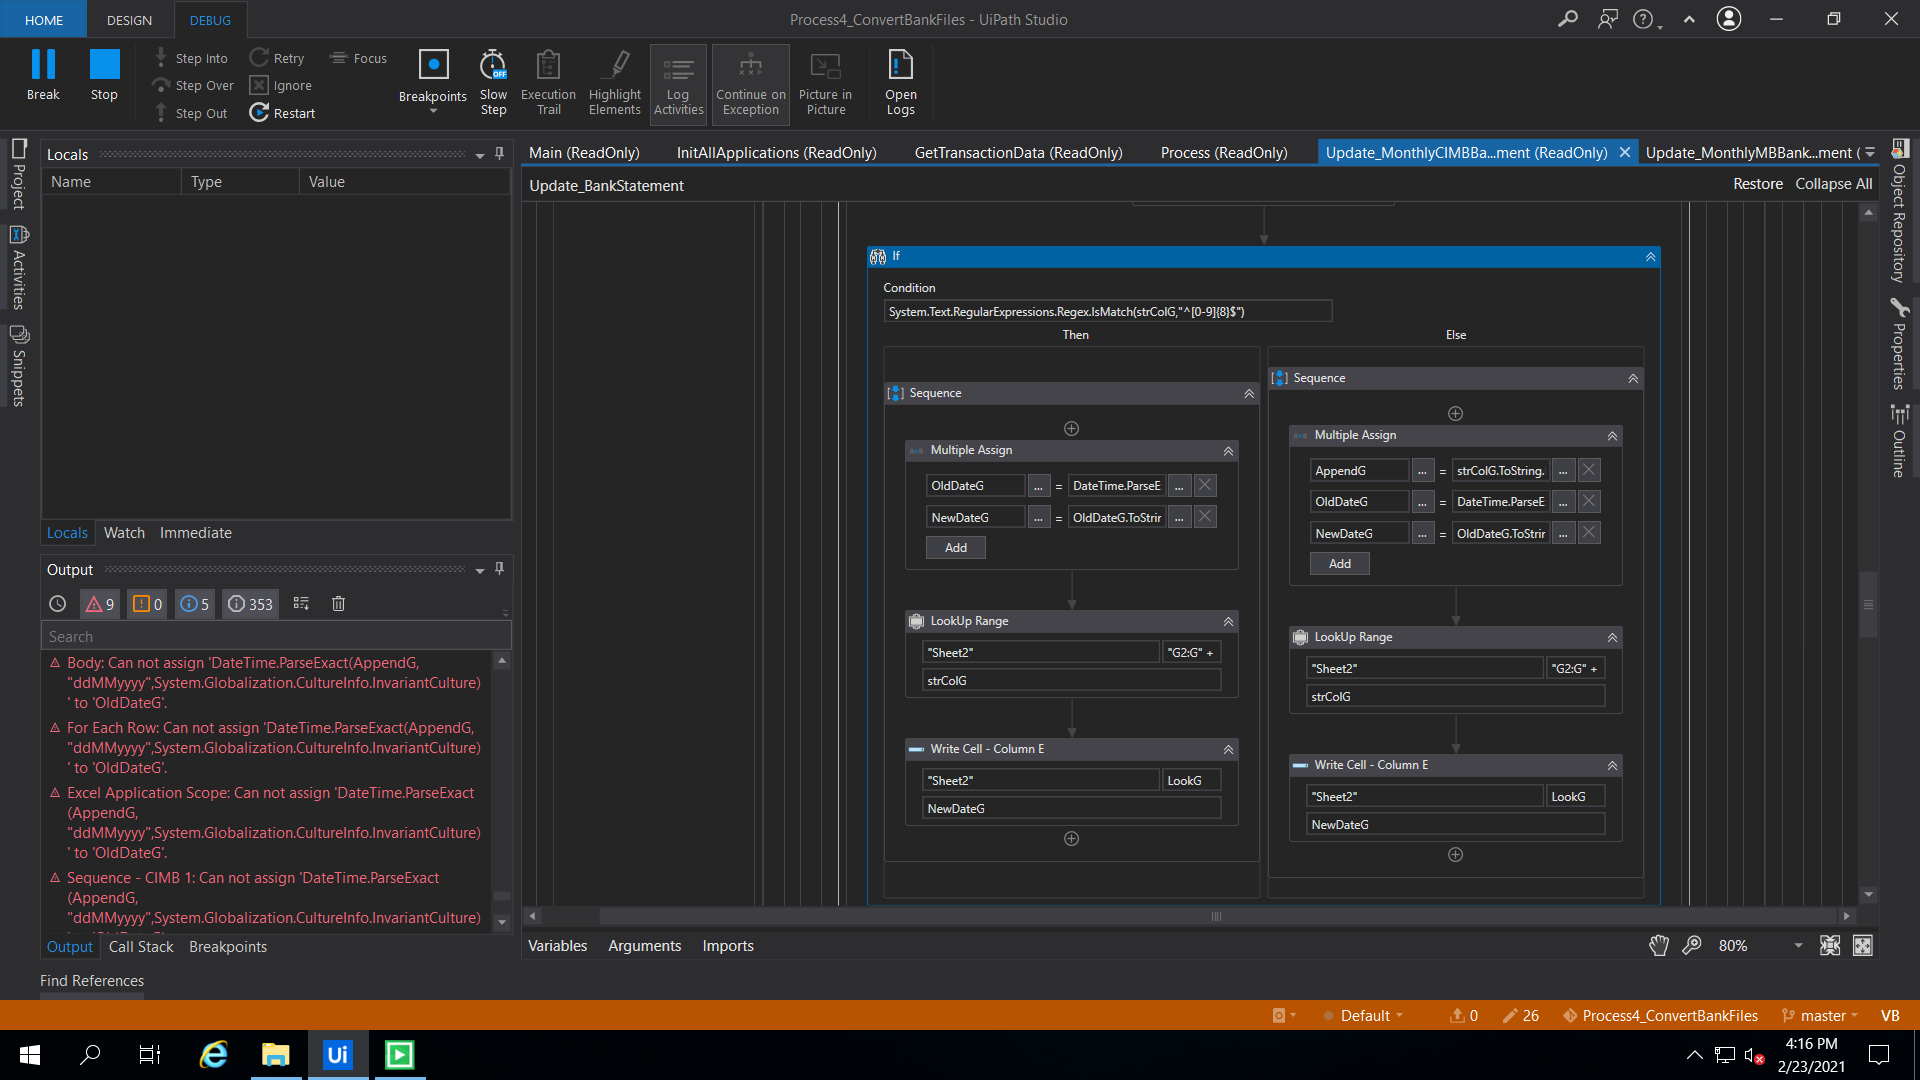 HOME DESIGN DEBUG
Process4_ConvertBankFiles - UiPath Studio
Break
Stop
Step Into
Step Over
Step Out
Retry
Ignore
Restart
Focus
Breakpoints
Slow
Step
OFF
Execution
Trail
Highlight
Elements
Log
Activities
Continue on
Exception
Picture in
Picture
Open
Logs
Project
Activities
Snippets
Locals
Name Type Value
Locals Watch Immediate
Output
9 0 5 353
Search
Body: Can not assign 'DateTime.ParseExact(AppendG,
"ddMMyyyy",System.Globalization.CultureInfo.InvariantCulture)
' to 'OldDateG'.
For Each Row: Can not assign 'DateTime.ParseExact(AppendG,
"ddMMyyyy",System.Globalization.CultureInfo.InvariantCulture)
' to 'OldDateG'.
Excel Application Scope: Can not assign 'DateTime.ParseExact
(AppendG,
"ddMMyyyy",System.Globalization.CultureInfo.InvariantCulture)
' to 'OldDateG'.
Sequence - CIMB 1: Can not assign 'DateTime.ParseExact
(AppendG,
"ddMMyyyy",System.Globalization.CultureInfo.InvariantCulture)
Output Call Stack Breakpoints
Find References
Main (ReadOnly) InitAllApplications (ReadOnly) GetTransactionData (ReadOnly) Process (ReadOnly) Update_MonthlyCIMBBa...ment (ReadOnly) Update_MonthlyMBBank...ment (
Update_BankStatement
Restore Collapse All
If
Condition
System.Text.RegularExpressions.Regex.IsMatch(strColG,"^[0-9]{8}$")
Then
Else
Sequence
Multiple Assign
OldDateG ... = DateTime.ParseE ...
NewDateG ... = OldDateG.ToStrir ...
Add
LookUp Range
"Sheet2" "G2:G" +
strColG
Write Cell - Column E
"Sheet2" LookG
NewDateG
Sequence
Multiple Assign
AppendG ... = strColG.ToString. ...
OldDateG ... = DateTime.ParseE ...
NewDateG ... = OldDateG.ToStrir ...
Add
LookUp Range
"Sheet2" "G2:G" +
strColG
Write Cell - Column E
"Sheet2" LookG
NewDateG
Variables Arguments Imports
80%
Object Repository
Properties
Outline
Default 0 26 Process4_ConvertBankFiles master VB
Ui
4:16 PM
2/23/2021